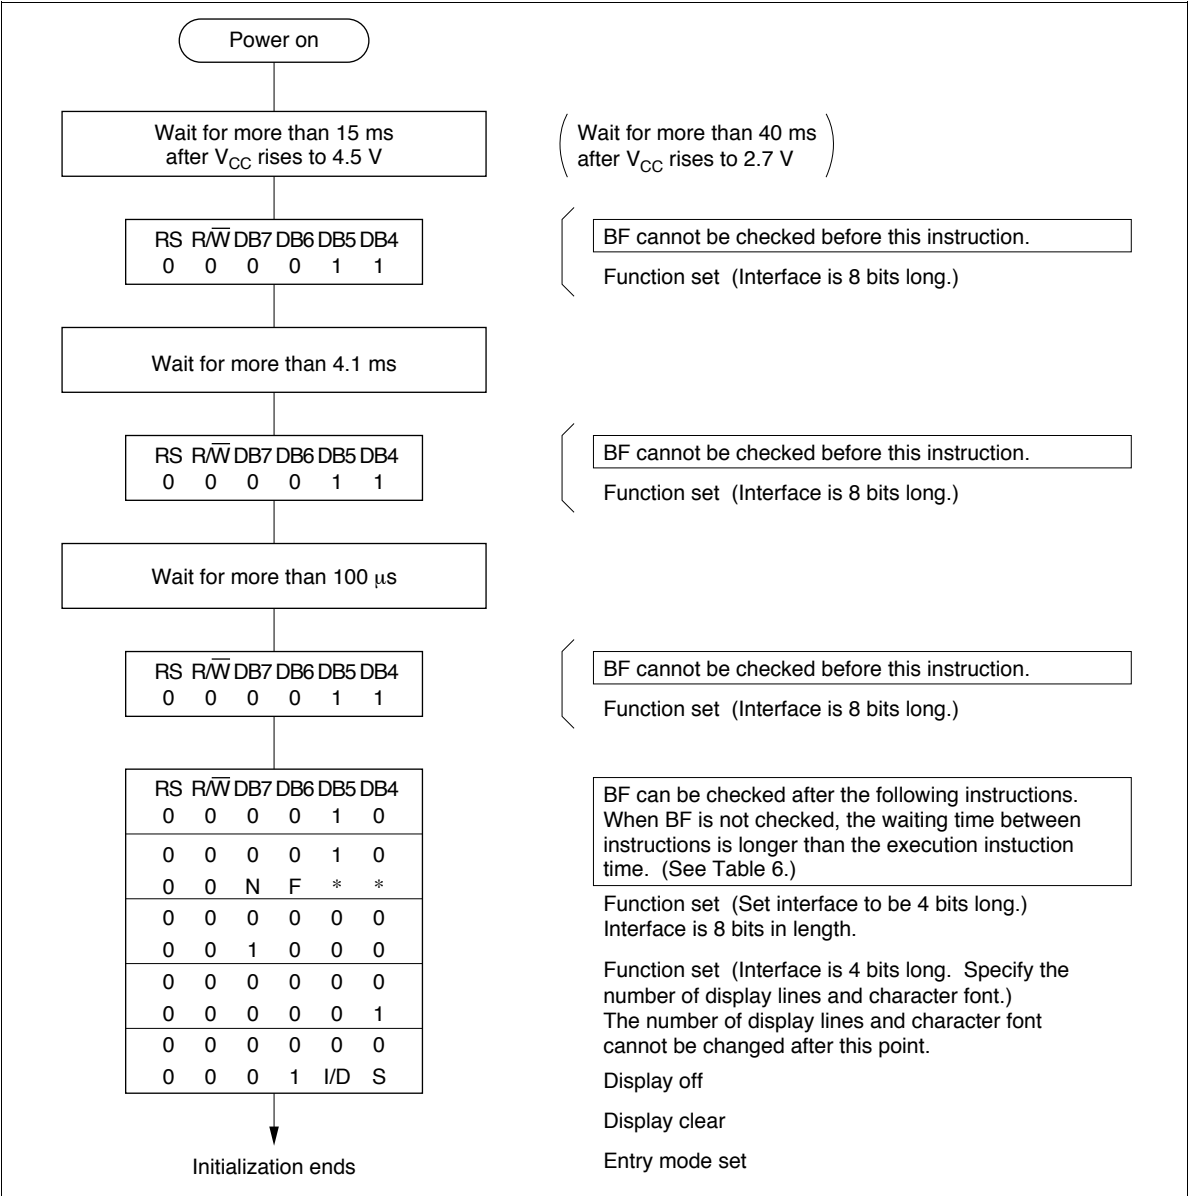 Power on
Wait for more than 15 ms
after VCC rises to 4.5 V
Wait for more than 40 ms
after VCC rises to 2.7 V
RS R/W̅ DB7 DB6 DB5 DB4
0 0 0 0 1 1
BF cannot be checked before this instruction.
Function set (Interface is 8 bits long.)
Wait for more than 4.1 ms
RS R/W̅ DB7 DB6 DB5 DB4
0 0 0 0 1 1
BF cannot be checked before this instruction.
Function set (Interface is 8 bits long.)
Wait for more than 100 μs
RS R/W̅ DB7 DB6 DB5 DB4
0 0 0 0 1 1
BF cannot be checked before this instruction.
Function set (Interface is 8 bits long.)
RS R/W̅ DB7 DB6 DB5 DB4
0 0 0 0 1 0
0 0 0 0 1 0
0 0 N F * *
0 0 0 0 0 0
0 0 1 0 0 0
0 0 0 0 0 0
0 0 0 0 0 1
0 0 0 0 0 0
0 0 0 1 I/D S
Initialization ends
BF can be checked after the following instructions.
When BF is not checked, the waiting time between
instructions is longer than the execution instuction
time. (See Table 6.)
Function set (Set interface to be 4 bits long.)
Interface is 8 bits in length.
Function set (Interface is 4 bits long. Specify the
number of display lines and character font.)
The number of display lines and character font
cannot be changed after this point.
Display off
Display clear
Entry mode set